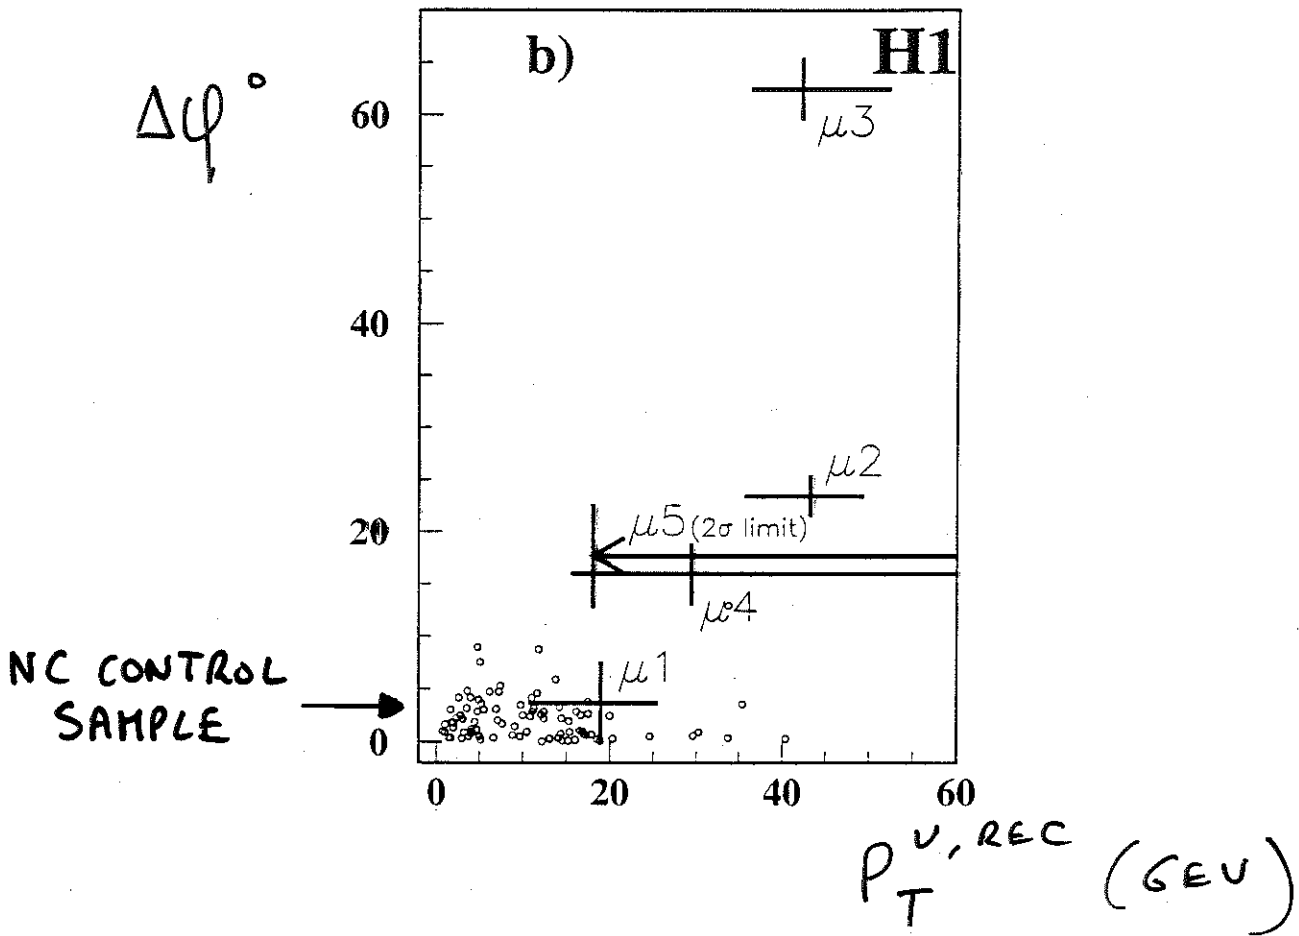 b) H1
Δφ°
60
μ3
40
μ2
20
μ5 (2σ limit)
μ4
NC CONTROL
SAMPLE
μ1
0
0 20 40 60
P_T^{U, REC} (GEV)